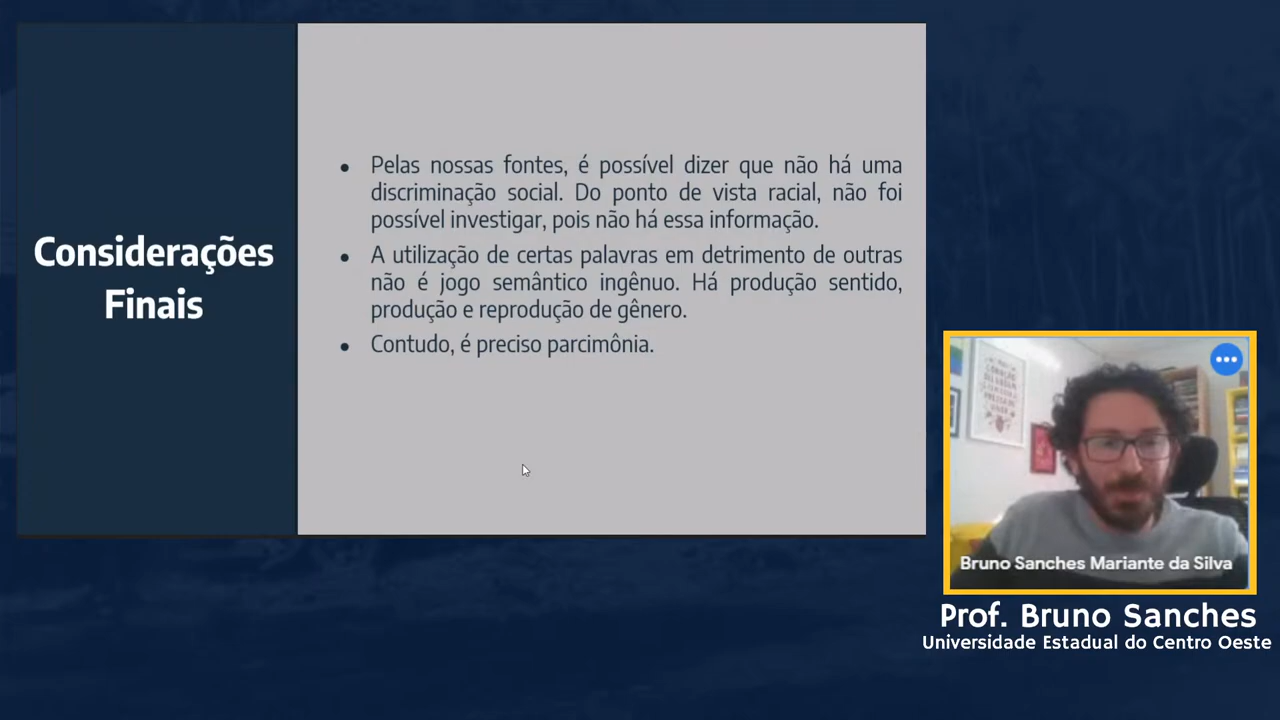 Considerações
Finais
● Pelas nossas fontes, é possível dizer que não há uma
discriminação social. Do ponto de vista racial, não foi
possível investigar, pois não há essa informação.
● A utilização de certas palavras em detrimento de outras
não é jogo semântico ingênuo. Há produção sentido,
produção e reprodução de gênero.
● Contudo, é preciso parcimônia.
Bruno Sanches Mariante da Silva
Prof. Bruno Sanches
Universidade Estadual do Centro Oeste